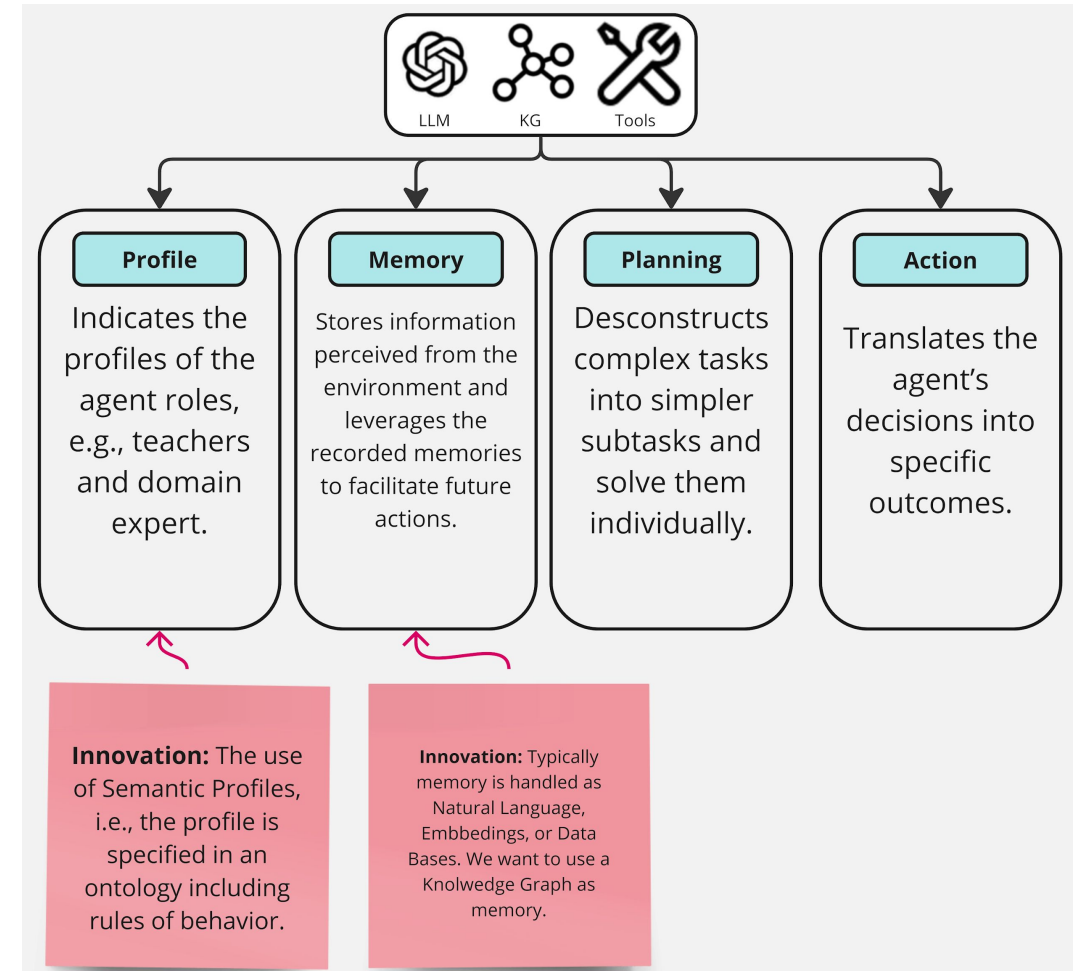 LLM
KG
Tools
Profile
Indicates the
profiles of the
agent roles,
e.g., teachers
and domain
expert.
Memory
Stores information
perceived from the
environment and
leverages the
recorded memories
to facilitate future
actions.
Planning
Desconstructs
complex tasks
into simpler
subtasks and
solve them
individually.
Action
Translates the
agent’s
decisions into
specific
outcomes.
Innovation: The use
of Semantic Profiles,
i.e., the profile is
specified in an
ontology including
rules of behavior.
Innovation: Typically
memory is handled as
Natural Language,
Embbedings, or Data
Bases. We want to use a
Knolwedge Graph as
memory.